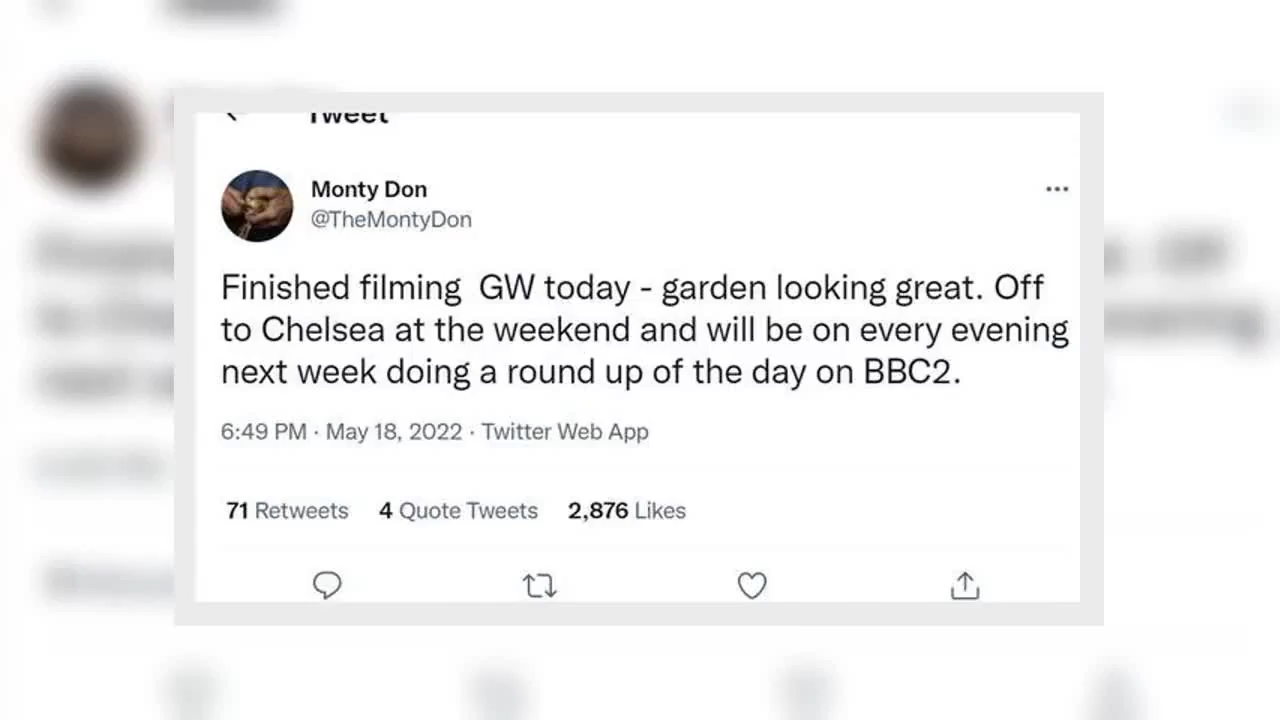 Tweet
Monty Don
@TheMontyDon
Finished filming  GW today - garden looking great. Off
to Chelsea at the weekend and will be on every evening
next week doing a round up of the day on BBC2.
6:49 PM · May 18, 2022 · Twitter Web App
71 Retweets 4 Quote Tweets 2,876 Likes